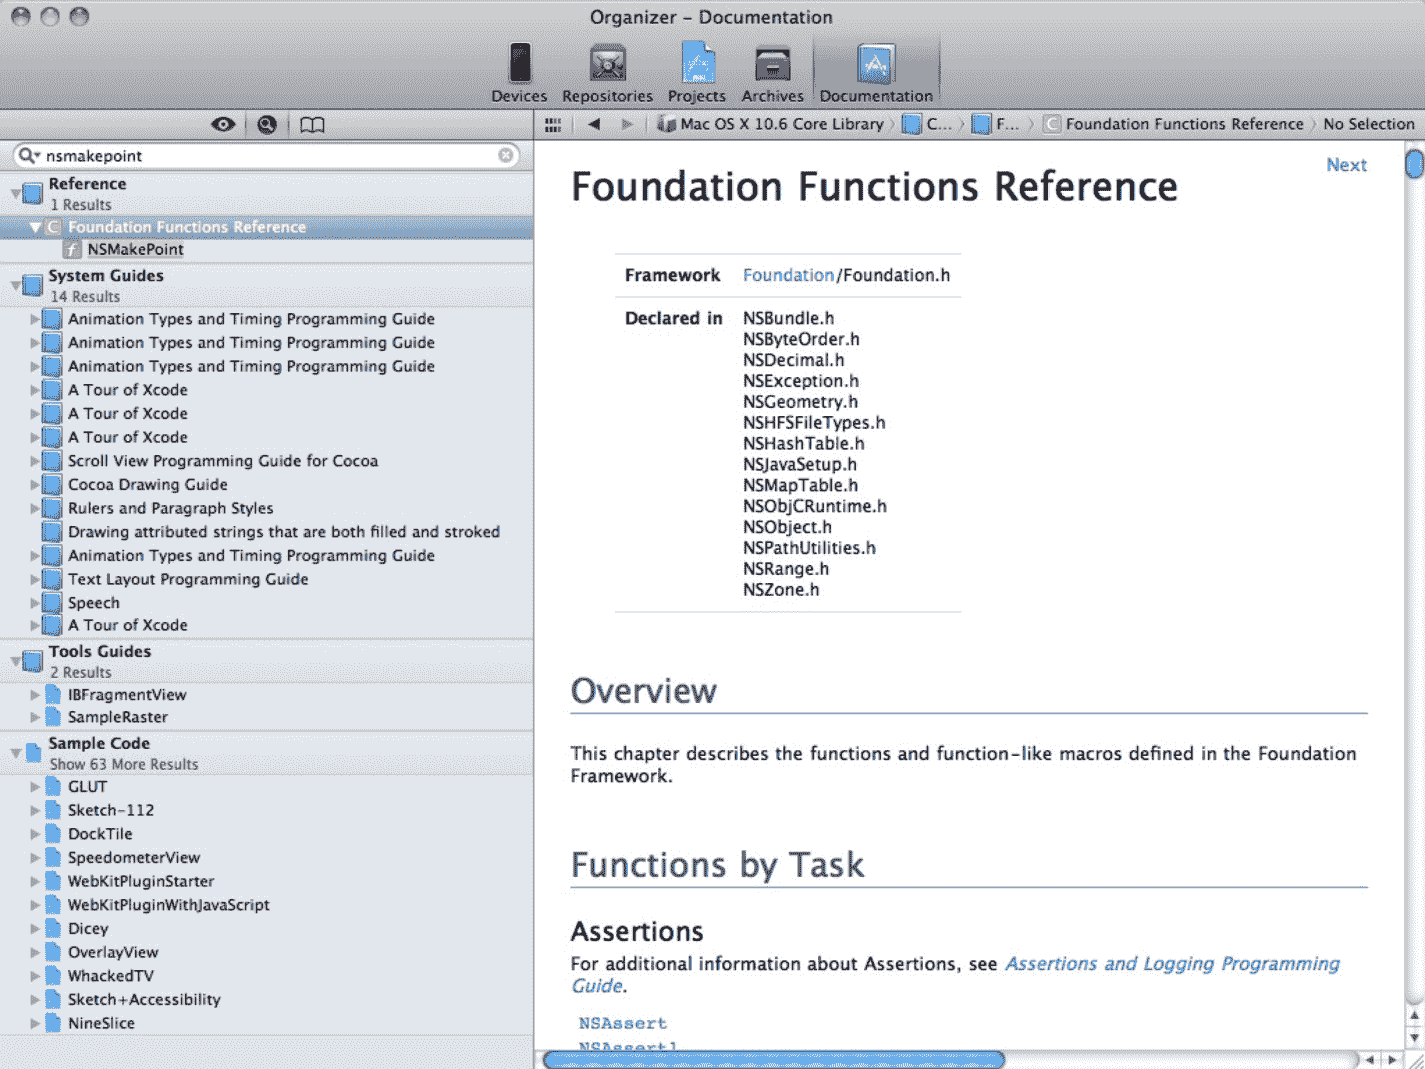 Organizer – Documentation
Devices Repositories Projects Archives Documentation
Mac OS X 10.6 Core Library C... F... C Foundation Functions Reference No Selection
nsmakepoint
Reference
1 Results
C Foundation Functions Reference
f NSMakePoint
System Guides
14 Results
Animation Types and Timing Programming Guide
Animation Types and Timing Programming Guide
Animation Types and Timing Programming Guide
A Tour of Xcode
A Tour of Xcode
A Tour of Xcode
Scroll View Programming Guide for Cocoa
Cocoa Drawing Guide
Rulers and Paragraph Styles
Drawing attributed strings that are both filled and stroked
Animation Types and Timing Programming Guide
Text Layout Programming Guide
Speech
A Tour of Xcode
Tools Guides
2 Results
IBFragmentView
SampleRaster
Sample Code
Show 63 More Results
GLUT
Sketch-112
DockTile
SpeedometerView
WebKitPluginStarter
WebKitPluginWithJavaScript
Dicey
OverlayView
WhackedTV
Sketch+Accessibility
NineSlice
Next
Foundation Functions Reference
Framework Foundation/Foundation.h
Declared in NSBundle.h
NSByteOrder.h
NSDecimal.h
NSException.h
NSGeometry.h
NSHFSFileTypes.h
NSHashTable.h
NSJavaSetup.h
NSMapTable.h
NSObjCRuntime.h
NSObject.h
NSPathUtilities.h
NSRange.h
NSZone.h
Overview
This chapter describes the functions and function-like macros defined in the Foundation
Framework.
Functions by Task
Assertions
For additional information about Assertions, see Assertions and Logging Programming
Guide.
NSAssert
NSAssert1